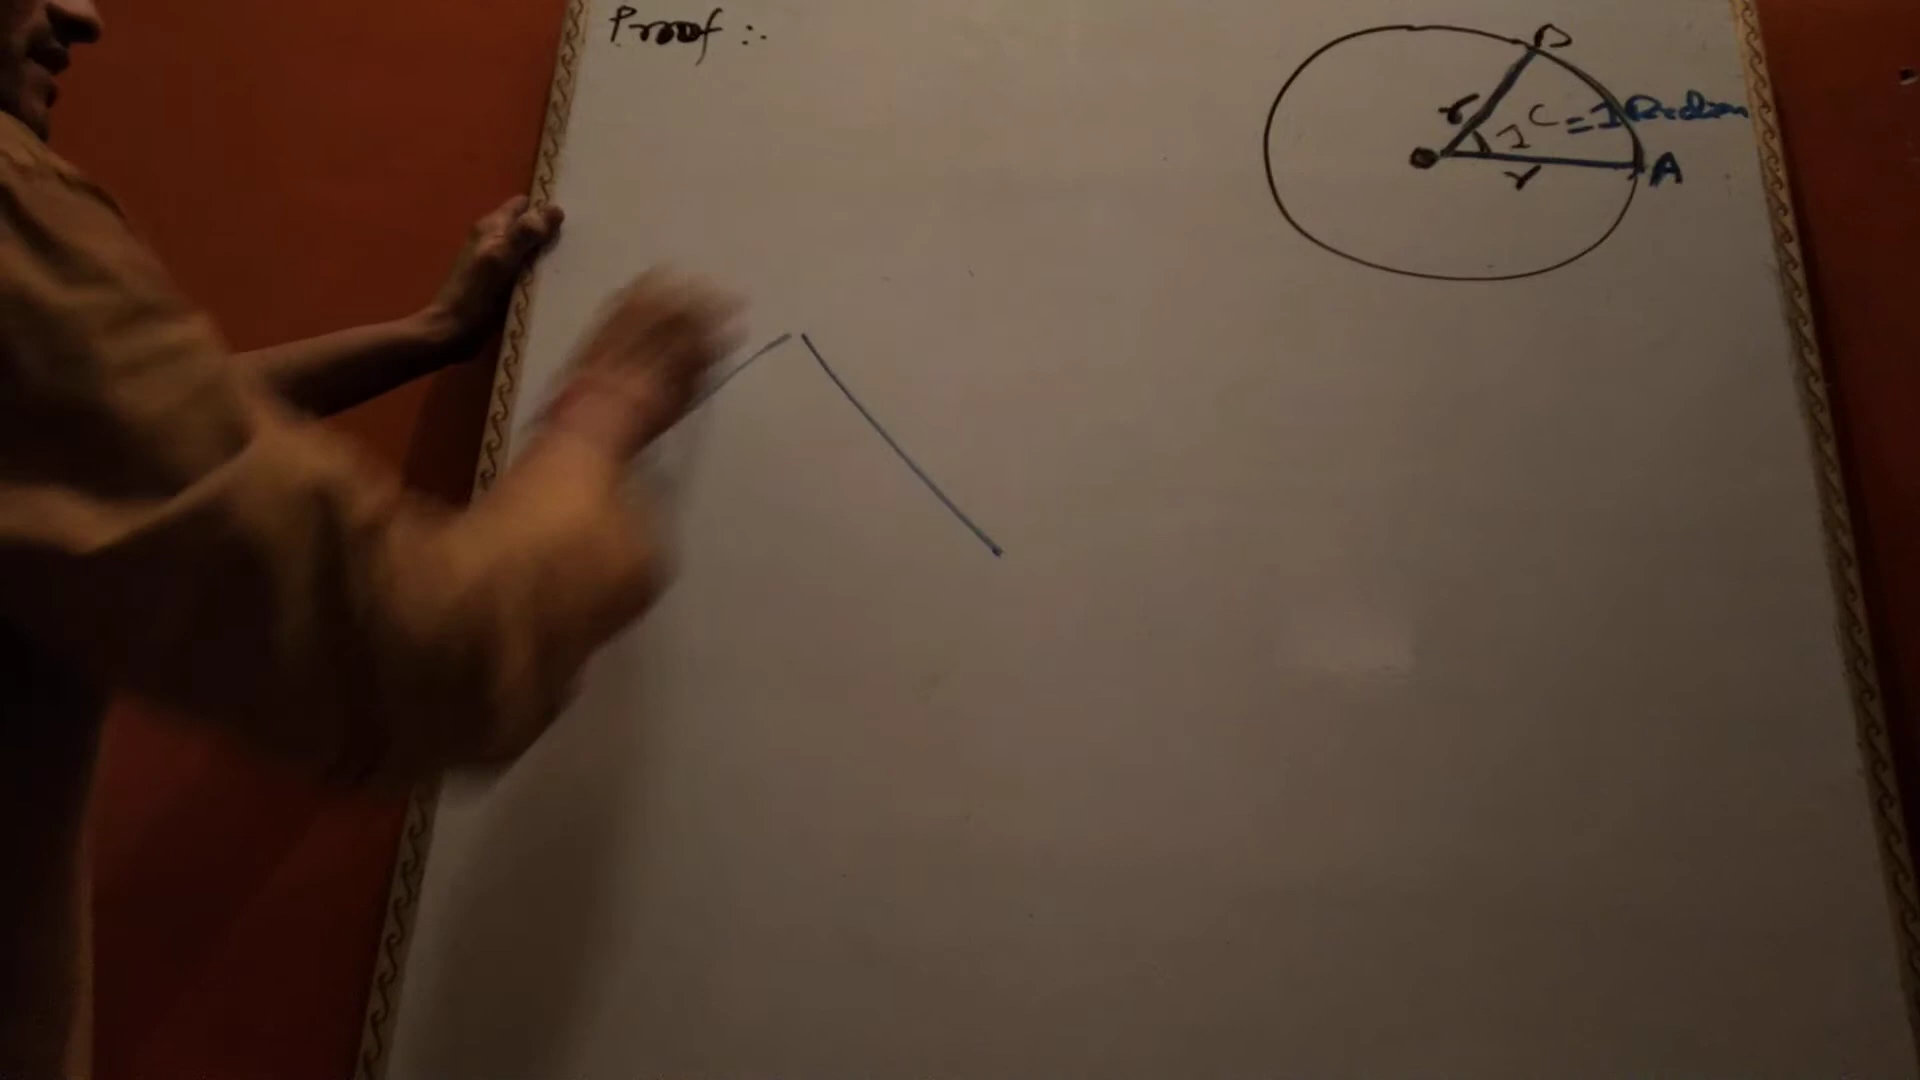 Proof :-
B
r
1 c = 1 Radian
r
A